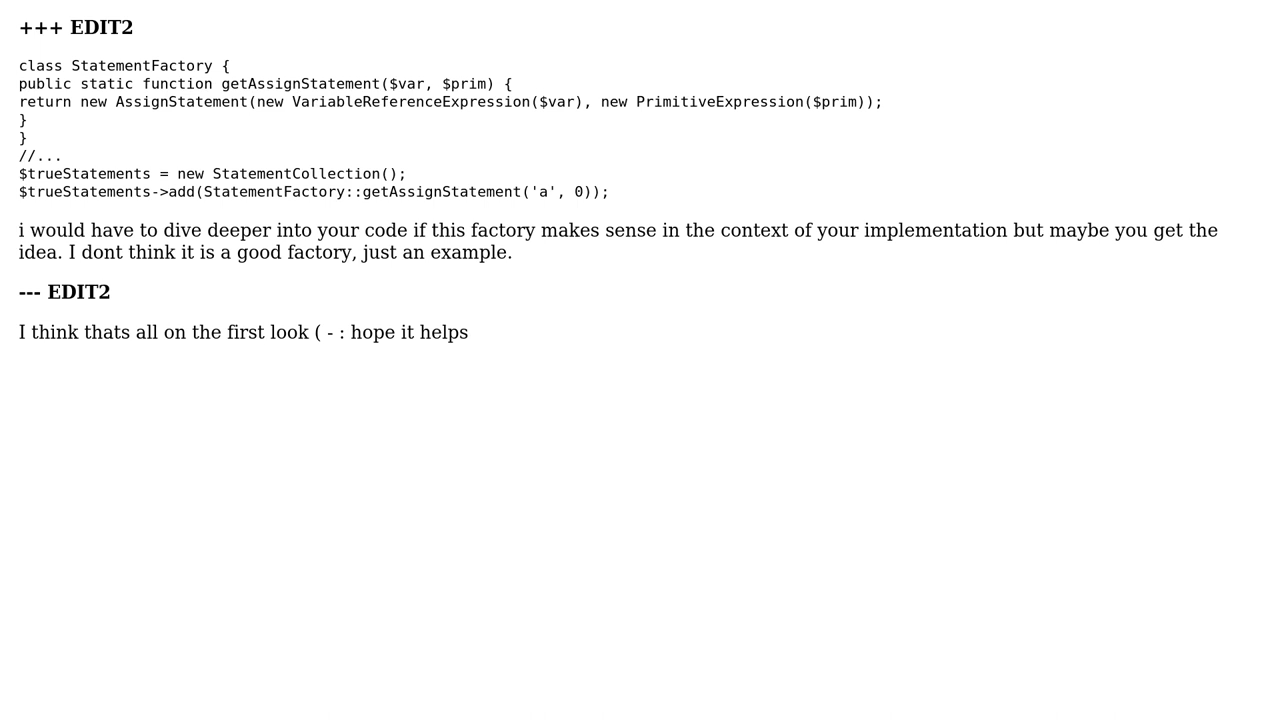 +++ EDIT2
class StatementFactory {
public static function getAssignStatement($var, $prim) {
return new AssignStatement(new VariableReferenceExpression($var), new PrimitiveExpression($prim));
}
}
//...
$trueStatements = new StatementCollection();
$trueStatements->add(StatementFactory::getAssignStatement('a', 0));
i would have to dive deeper into your code if this factory makes sense in the context of your implementation but maybe you get the
idea. I dont think it is a good factory, just an example.
--- EDIT2
I think thats all on the first look ( - : hope it helps